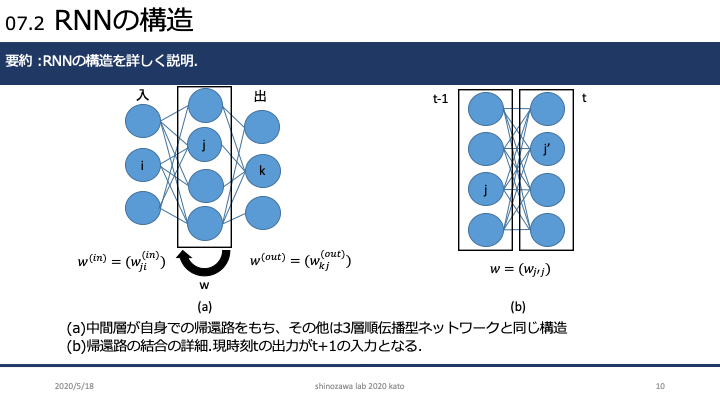 07.2 RNNの構造
要約 :RNNの構造を詳しく説明.
入
出
i
j
k
w^{(in)} = (w_{ji}^{(in)})
w^{(out)} = (w_{kj}^{(out)})
w
(a)
t-1
t
j
j’
w = (w_{j′j})
(b)
(a)中間層が自身での帰還路をもち、その他は3層順伝播型ネットワークと同じ構造
(b)帰還路の結合の詳細.現時刻tの出力がt+1の入力となる.
2020/5/18
shinozawa lab 2020 kato
10